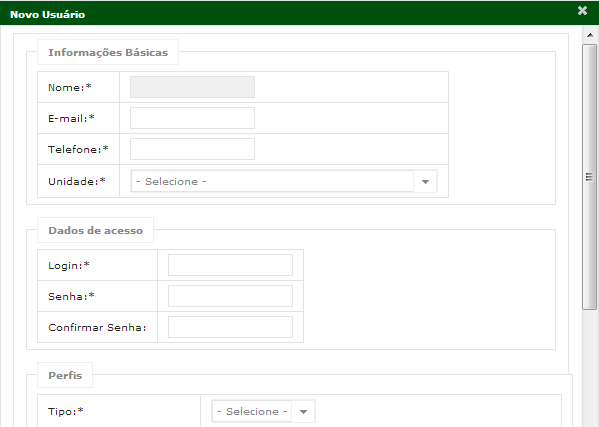 Novo Usuário
Informações Básicas
Nome:*
E-mail:*
Telefone:*
Unidade:* - Selecione -
Dados de acesso
Login:*
Senha:*
Confirmar Senha:
Perfis
Tipo:* - Selecione -